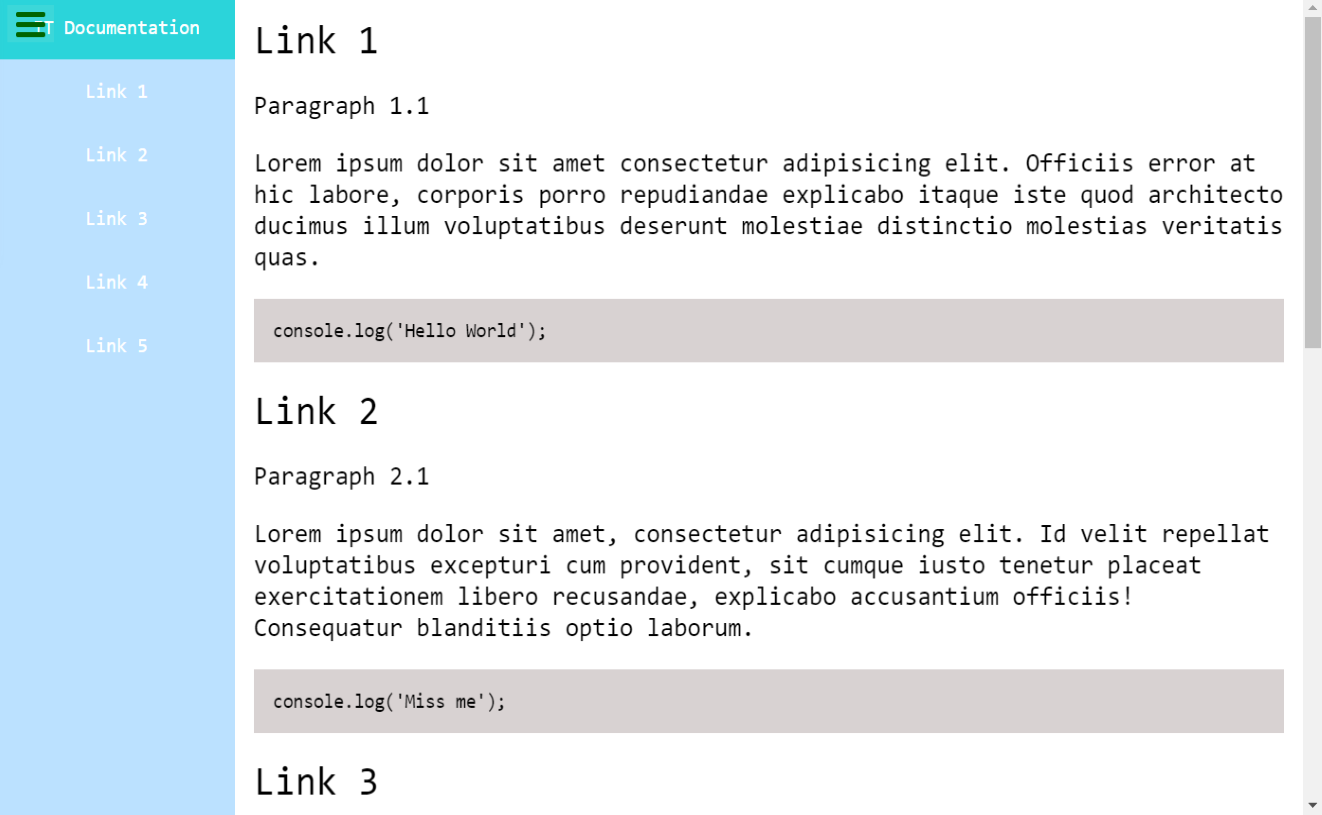 Documentation
Link 1
Link 2
Link 3
Link 4
Link 5
Link 1
Paragraph 1.1
Lorem ipsum dolor sit amet consectetur adipisicing elit. Officiis error at
hic labore, corporis porro repudiandae explicabo itaque iste quod architecto
ducimus illum voluptatibus deserunt molestiae distinctio molestias veritatis
quas.
console.log('Hello World');
Link 2
Paragraph 2.1
Lorem ipsum dolor sit amet, consectetur adipisicing elit. Id velit repellat
voluptatibus excepturi cum provident, sit cumque iusto tenetur placeat
exercitationem libero recusandae, explicabo accusantium officiis!
Consequatur blanditiis optio laborum.
console.log('Miss me');
Link 3